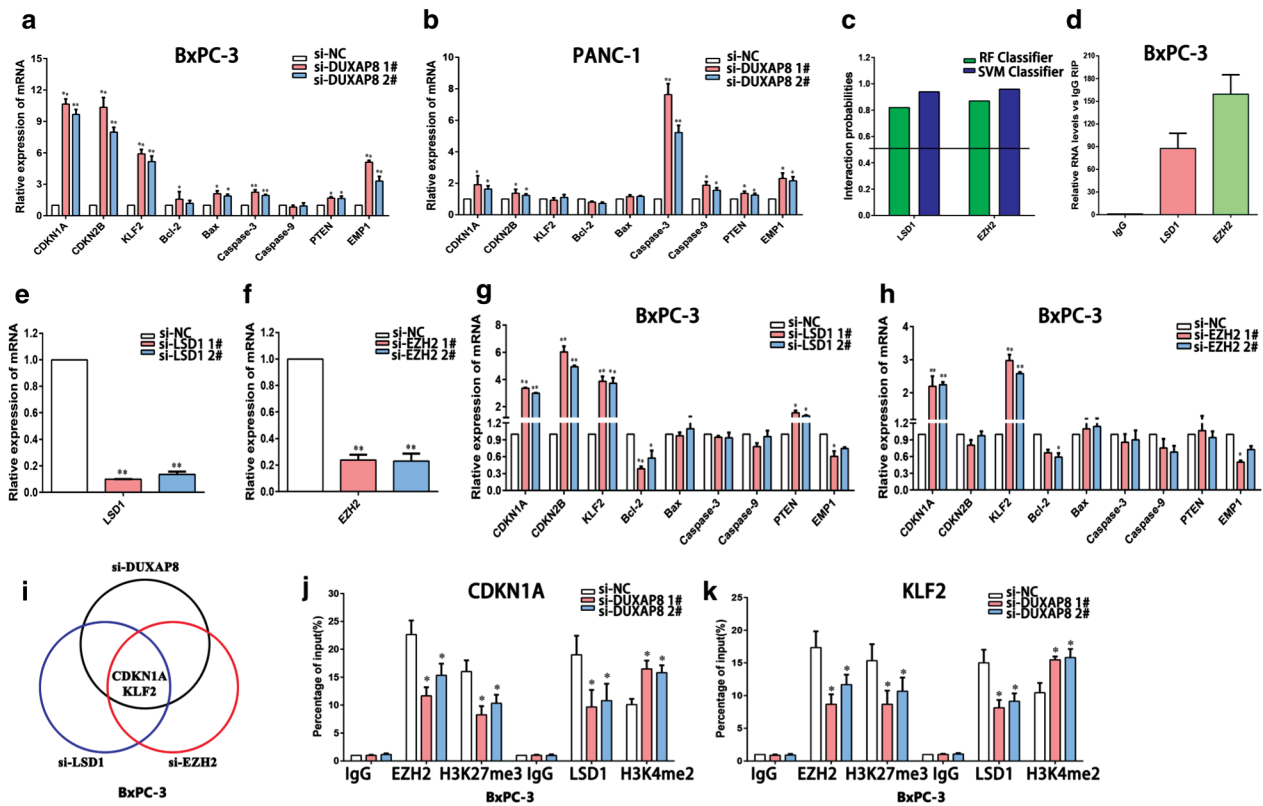 a
BxPC-3
si-NC
si-DUXAP8 1#
si-DUXAP8 2#
Rlative expression of mRNA
15
12
9
6
3
0
** ** ** ** ** ** * * * ** ** * * ** **
CDKN1A CDKN2B KLF2 Bcl-2 Bax Caspase-3 Caspase-9 PTEN EMP1
b
PANC-1
si-NC
si-DUXAP8 1#
si-DUXAP8 2#
Rlative expression of mRNA
10
8
6
4
2
0
* * * * ** ** * * * * * *
CDKN1A CDKN2B KLF2 Bcl-2 Bax Caspase-3 Caspase-9 PTEN EMP1
c
RF Classifier
SVM Classifier
Interaction probabilities
1.2
1.0
0.8
0.6
0.4
0.2
0.0
LSD1 EZH2
d
BxPC-3
Relative RNA levels vs IgG RIP
210
180
150
120
90
60
30
0
IgG LSD1 EZH2
e
si-NC
si-LSD1 1#
si-LSD1 2#
Rlative expression of mRNA
1.2
1.0
0.8
0.6
0.4
0.2
0.0
** **
LSD1
f
si-NC
si-EZH2 1#
si-EZH2 2#
Rlative expression of mRNA
1.2
1.0
0.8
0.6
0.4
0.2
0.0
** **
EZH2
g
BxPC-3
si-NC
si-LSD1 1#
si-LSD1 2#
Rlative expression of mRNA
8
6
4
2
1.2
0.9
0.6
0.3
0.0
** ** ** ** ** ** ** * * * *
CDKN1A CDKN2B KLF2 Bcl-2 Bax Caspase-3 Caspase-9 PTEN EMP1
h
BxPC-3
si-NC
si-EZH2 1#
si-EZH2 2#
Rlative expression of mRNA
4
3
2
1.2
0.9
0.6
0.3
0.0
** ** ** ** * *
CDKN1A CDKN2B KLF2 Bcl-2 Bax Caspase-3 Caspase-9 PTEN EMP1
i
si-DUXAP8
CDKN1A
KLF2
si-LSD1
si-EZH2
BxPC-3
j
CDKN1A
si-NC
si-DUXAP8 1#
si-DUXAP8 2#
Percentage of input(%)
30
25
20
15
10
5
0
* * * * * * * *
IgG EZH2 H3K27me3 IgG LSD1 H3K4me2
BxPC-3
k
KLF2
si-NC
si-DUXAP8 1#
si-DUXAP8 2#
Percentage of input(%)
25
20
15
10
5
0
* * * * * * * *
IgG EZH2 H3K27me3 IgG LSD1 H3K4me2
BxPC-3